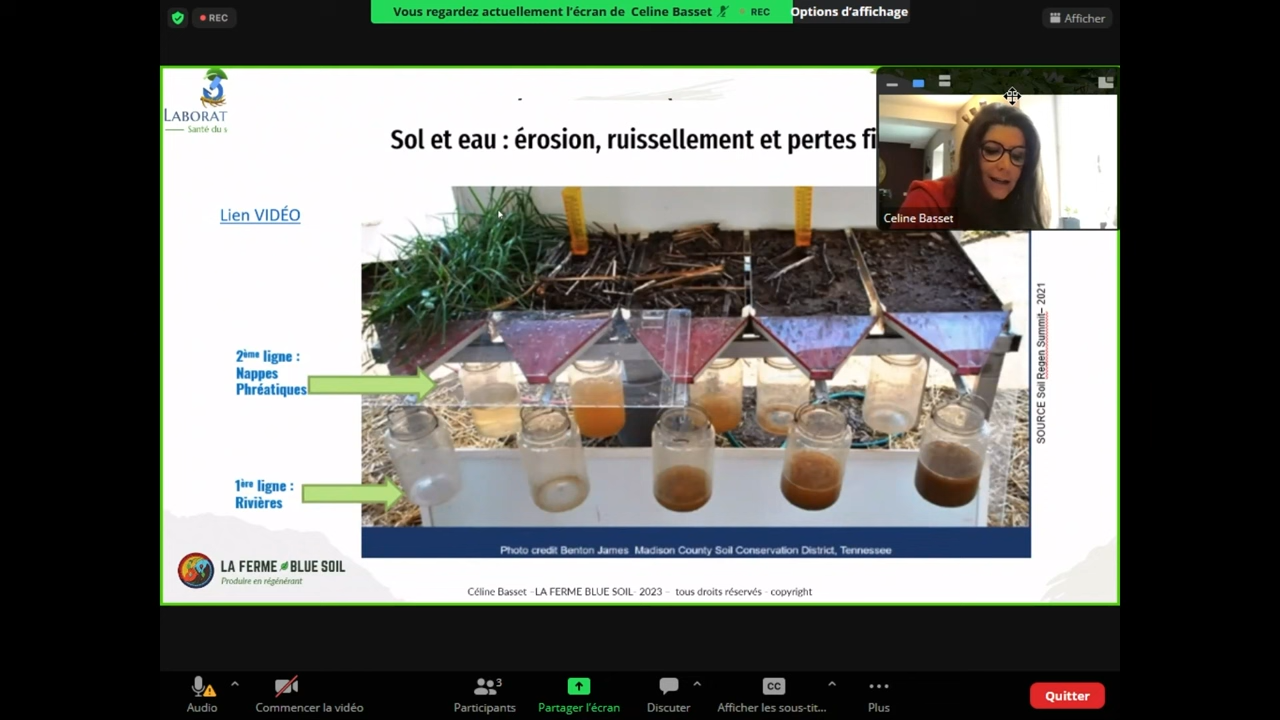 REC
Vous regardez actuellement l'écran de Celine Basset
REC
Options d'affichage
Afficher
LABORAT
Santé du s
Sol et eau : érosion, ruissellement et pertes fi
Celine Basset
Lien VIDÉO
2ème ligne :
Nappes
Phréatiques
1ère ligne :
Rivières
SOURCE Soil Regen Summit– 2021
Photo credit Benton James Madison County Soil Conservation District, Tennessee
LA FERME BLUE SOIL
Produire en régénérant
Céline Basset - LA FERME BLUE SOIL- 2023 – tous droits réservés - copyright
Audio
Commencer la vidéo
3
Participants
Partager l'écran
Discuter
CC
Afficher les sous-tit...
Plus
Quitter